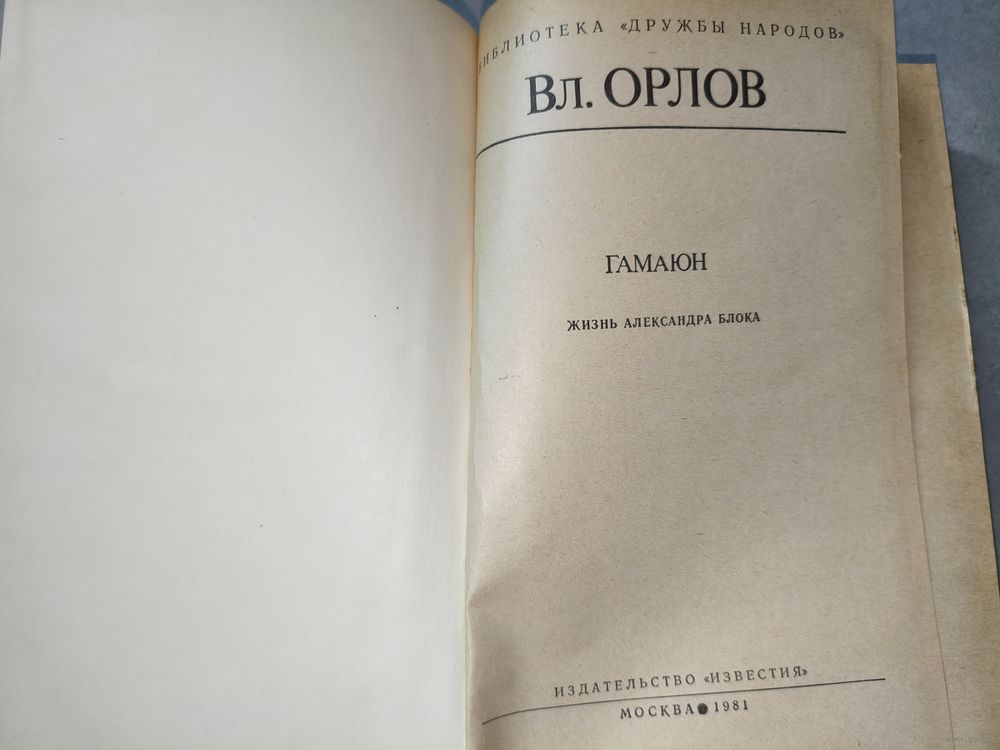 БИБЛИОТЕКА «ДРУЖБЫ НАРОДОВ»
Вл. ОРЛОВ
ГАМАЮН
ЖИЗНЬ АЛЕКСАНДРА БЛОКА
ИЗДАТЕЛЬСТВО «ИЗВЕСТИЯ»
МОСКВА ● 1981